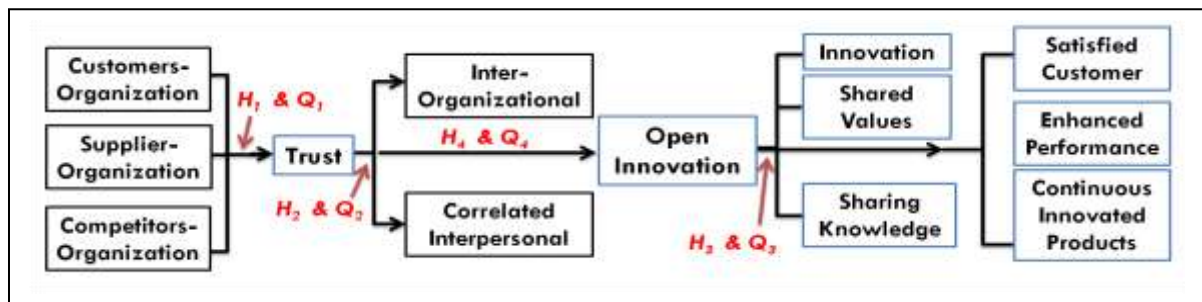 Customers-
Organization
Supplier-
Organization
Competitors-
Organization
H1 & Q1
Trust
H2 & Q2
Inter-
Organizational
H4 & Q4
Correlated
Interpersonal
Open
Innovation
H3 & Q3
Innovation
Shared
Values
Sharing
Knowledge
Satisfied
Customer
Enhanced
Performance
Continuous
Innovated
Products